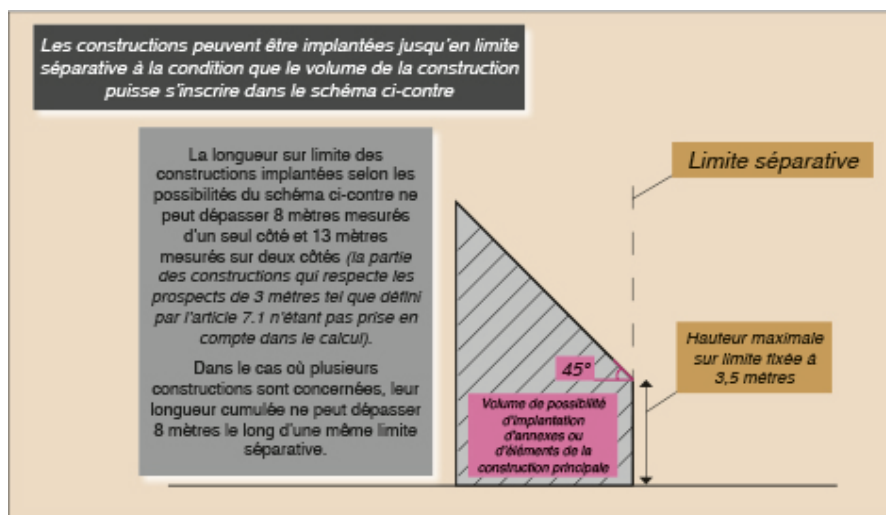 Les constructions peuvent être implantées jusqu'en limite
séparative à la condition que le volume de la construction
puisse s'inscrire dans le schéma ci-contre
La longueur sur limite des
constructions implantées selon les
possibilités du schéma ci-contre ne
peut dépasser 8 mètres mesurés
d'un seul côté et 13 mètres
mesurés sur deux côtés (la partie
des constructions qui respecte les
prospects de 3 mètres tel que défini
par l'article 7.1 n'étant pas prise en
compte dans le calcul).
Dans le cas où plusieurs
constructions sont concernées, leur
longueur cumulée ne peut dépasser
8 mètres le long d'une même limite
séparative.
Limite séparative
45°
Hauteur maximale
sur limite fixée à
3,5 mètres
Volume de possibilité
d'implantation
d'annexes ou
d'éléments de la
construction principale